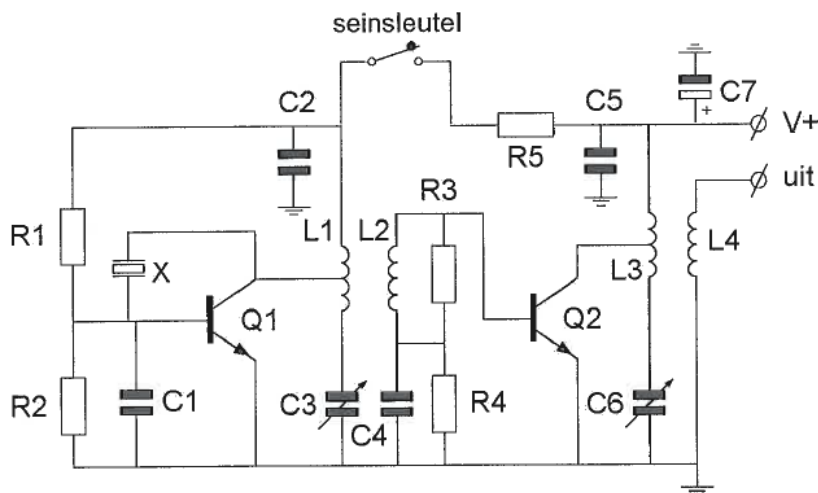 seinsleutel
C2
C5
C7
+
V+
R5
uit
R3
R1
X
L1
L2
L3
L4
Q1
Q2
R2
C1
C3
C4
R4
C6